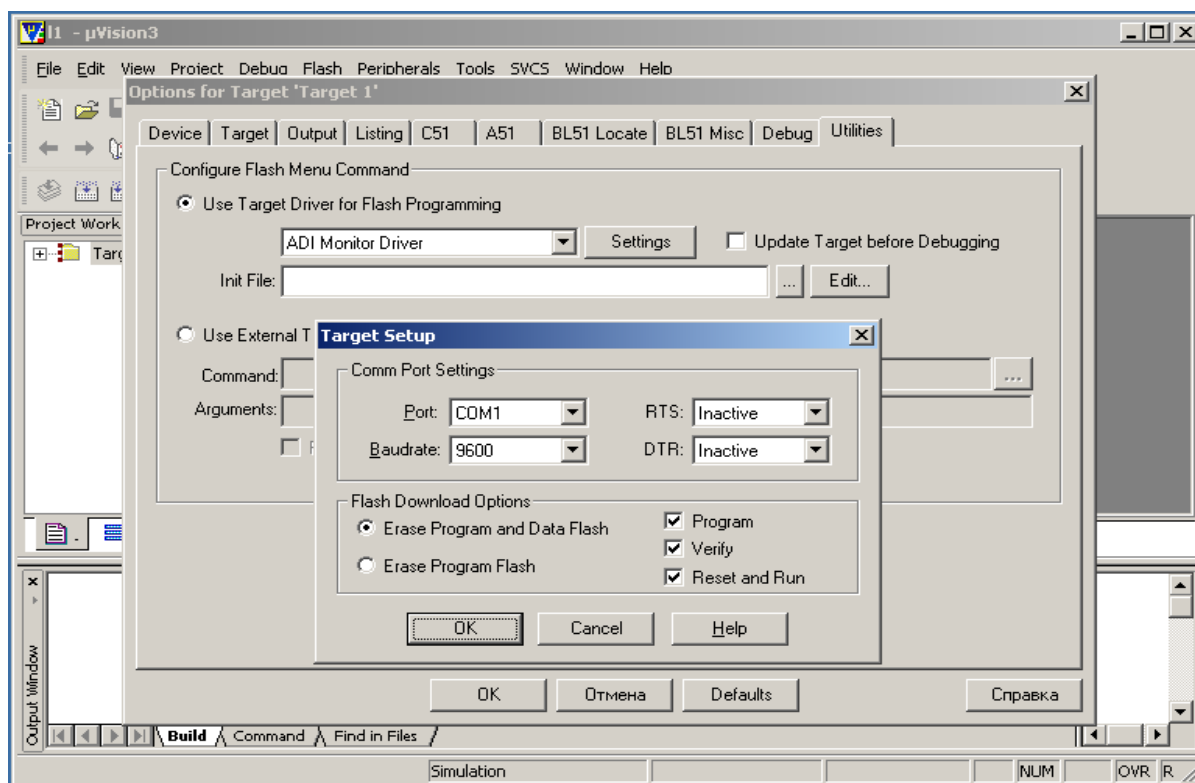 l1 - µVision3
File Edit View Project Debug Flash Peripherals Tools SVCS Window Help
Options for Target 'Target 1'
Device Target Output Listing C51 A51 BL51 Locate BL51 Misc Debug Utilities
Configure Flash Menu Command
Use Target Driver for Flash Programming
Project Work
ADI Monitor Driver Settings Update Target before Debugging
Targ
Init File: ... Edit...
Use External T
Target Setup
Command: ...
Comm Port Settings
Arguments:
Port: COM1 RTS: Inactive
Baudrate: 9600 DTR: Inactive
Flash Download Options
Erase Program and Data Flash
Program
Verify
Erase Program Flash
Reset and Run
OK Cancel Help
OK Отмена Defaults Справка
Output Window
Build Command Find in Files
Simulation NUM OVR R